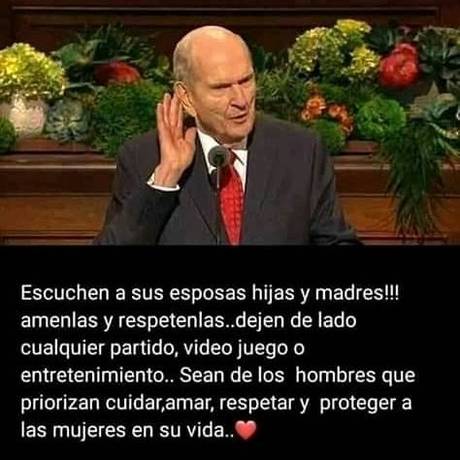 Escuchen a sus esposas hijas y madres!!!
amenlas y respetenlas..dejen de lado
cualquier partido, video juego o
entretenimiento.. Sean de los hombres que
priorizan cuidar,amar, respetar y proteger a
las mujeres en su vida..❤️